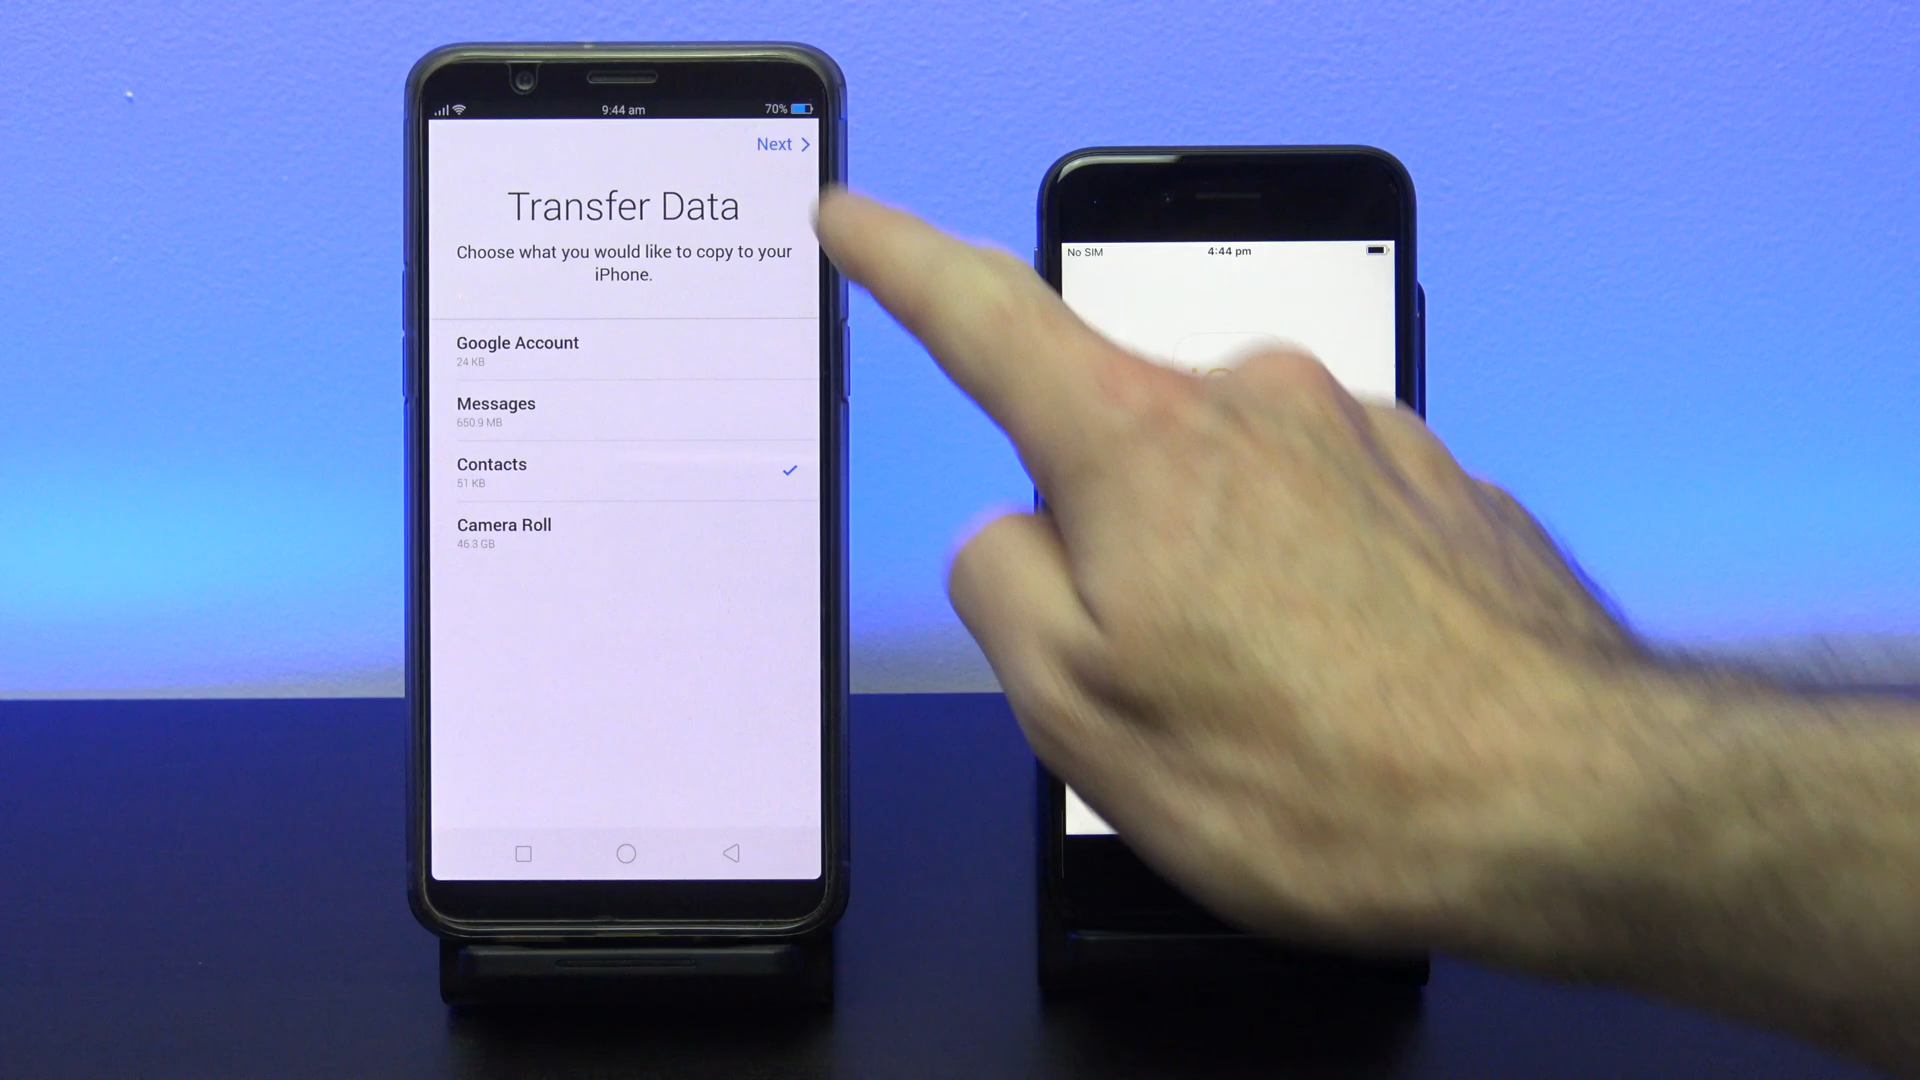 9:44 am
70%
Next
Transfer Data
Choose what you would like to copy to your
iPhone.
Google Account
24 KB
Messages
650.9 MB
Contacts
51 KB
Camera Roll
46.3 GB
No SIM
4:44 pm